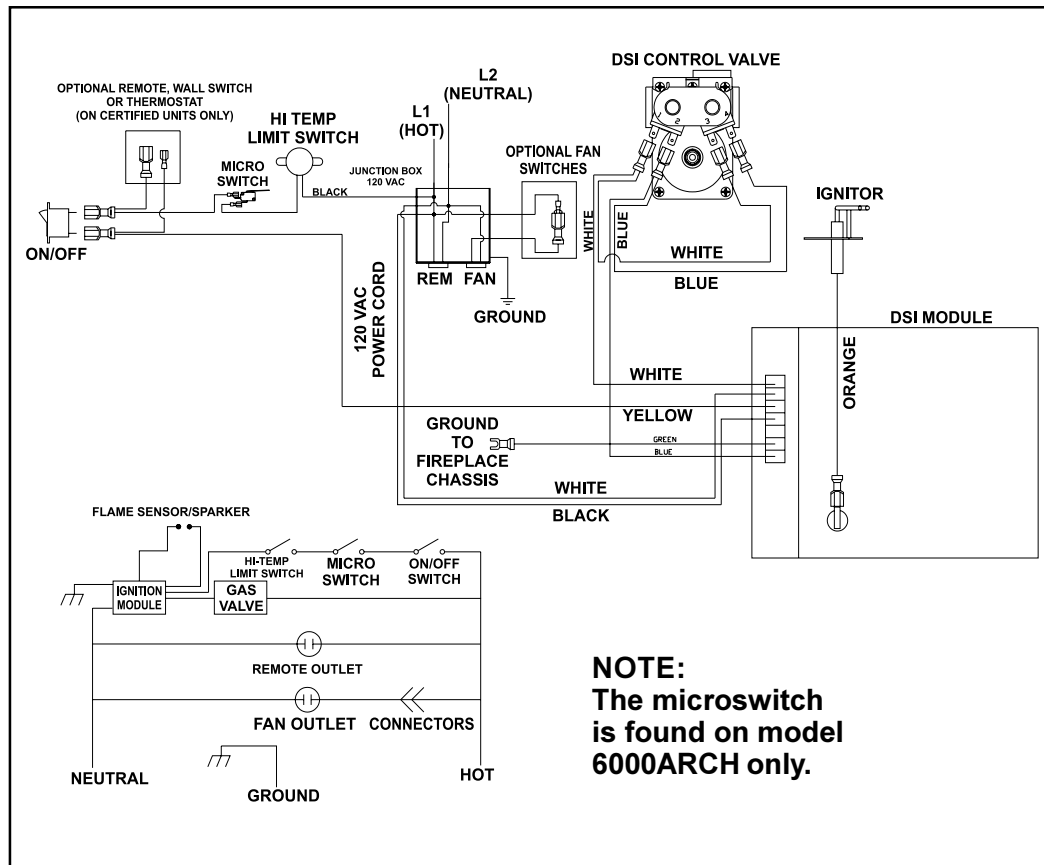 L2
(NEUTRAL)
L1
(HOT)
DSI CONTROL VALVE
1
2
3
4
OPTIONAL REMOTE, WALL SWITCH
OR THERMOSTAT
(ON CERTIFIED UNITS ONLY)
HI TEMP
LIMIT SWITCH
MICRO
SWITCH
BLACK
JUNCTION BOX
120 VAC
OPTIONAL FAN
SWITCHES
IGNITOR
ON/OFF
WHITE
BLUE
WHITE
BLUE
REM
FAN
GROUND
120 VAC
POWER CORD
DSI MODULE
ORANGE
WHITE
YELLOW
GROUND
TO
FIREPLACE
CHASSIS
GREEN
BLUE
WHITE
BLACK
FLAME SENSOR/SPARKER
HI-TEMP
LIMIT SWITCH
MICRO
SWITCH
ON/OFF
SWITCH
IGNITION
MODULE
GAS
VALVE
REMOTE OUTLET
FAN OUTLET
CONNECTORS
NEUTRAL
GROUND
HOT
NOTE:
The microswitch
is found on model
6000ARCH only.